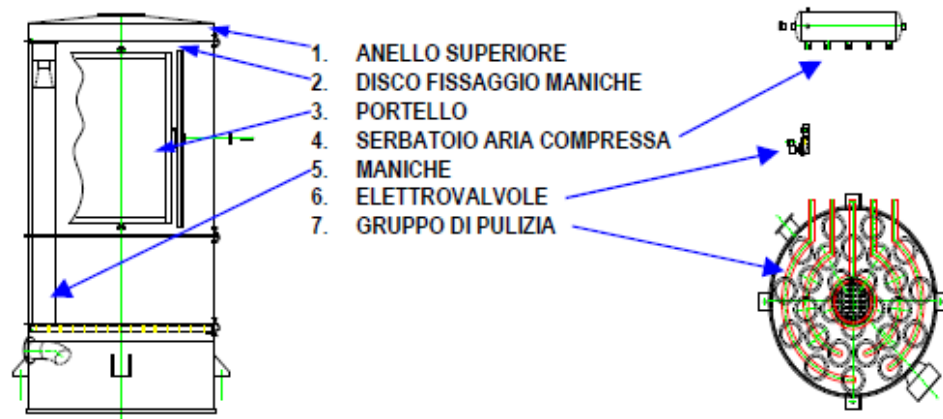 1. ANELLO SUPERIORE
2. DISCO FISSAGGIO MANICHE
3. PORTELLO
4. SERBATOIO ARIA COMPRESSA
5. MANICHE
6. ELETTROVALVOLE
7. GRUPPO DI PULIZIA